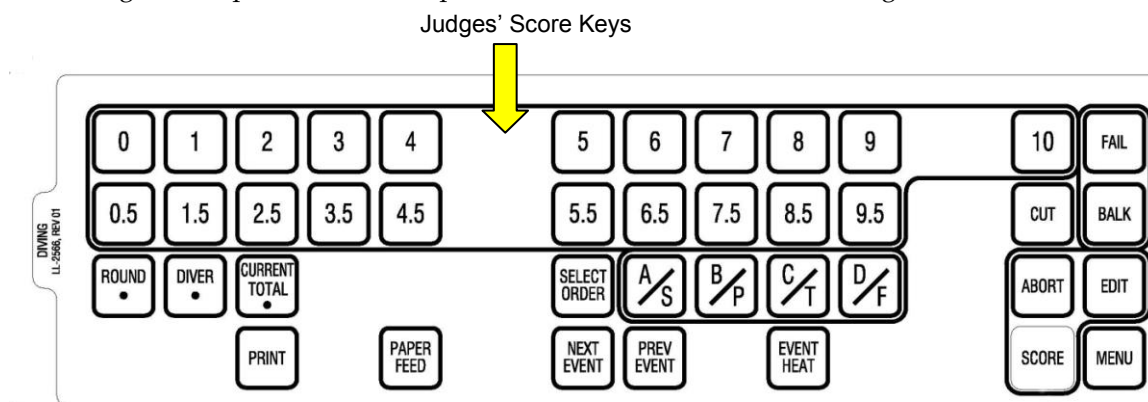 Judges' Score Keys
0 1 2 3 4 5 6 7 8 9 10 FAIL
0.5 1.5 2.5 3.5 4.5 5.5 6.5 7.5 8.5 9.5 CUT BALK
DIVING
LL-2566, REV 01
ROUND DIVER CURRENT TOTAL SELECT ORDER A/S B/P C/T D/F ABORT EDIT
PRINT PAPER FEED NEXT EVENT PREV EVENT EVENT HEAT SCORE MENU